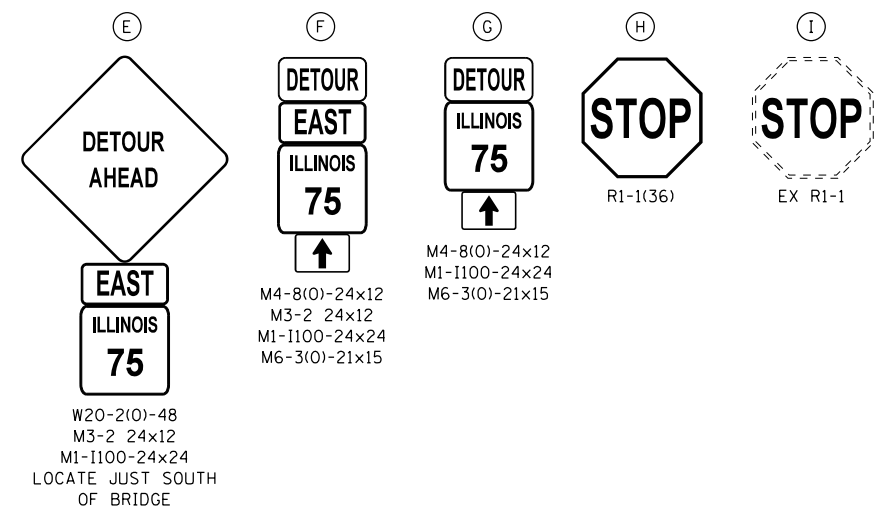 E
DETOUR
AHEAD
EAST
ILLINOIS
75
W20-2(O)-48
M3-2 24x12
M1-I100-24x24
LOCATE JUST SOUTH
OF BRIDGE
F
DETOUR
EAST
ILLINOIS
75
M4-8(O)-24x12
M3-2 24x12
M1-I100-24x24
M6-3(O)-21x15
G
DETOUR
ILLINOIS
75
M4-8(O)-24x12
M1-I100-24x24
M6-3(O)-21x15
H
STOP
R1-1(36)
I
STOP
EX R1-1